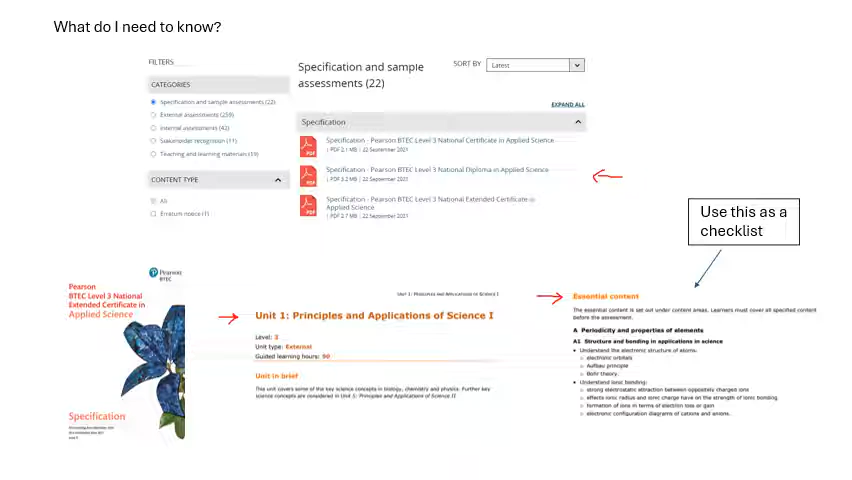 What do I need to know?
FILTERS
CATEGORIES
Specification and sample assessments (22)
External assessments (259)
Internal assessments (42)
Stakeholder recognition (11)
Teaching and learning materials (19)
CONTENT TYPE
All
Erratum notice (1)
Specification and sample
assessments (22)
SORT BY
Latest
EXPAND ALL
Specification
Specification - Pearson BTEC Level 3 National Certificate in Applied Science
| PDF 2.1 MB | 22 September 2021
Specification - Pearson BTEC Level 3 National Diploma in Applied Science
| PDF 3.2 MB | 22 September 2021
Specification - Pearson BTEC Level 3 National Extended Certificate in
Applied Science
| PDF 2.7 MB | 22 September 2021
PDF
PDF
PDF
Use this as a
checklist
Pearson
BTEC
Pearson
BTEC Level 3 National
Extended Certificate in
Applied Science
Specification
UNIT 1: PRINCIPLES AND APPLICATIONS OF SCIENCE I
Unit 1: Principles and Applications of Science I
Level: 3
Unit type: External
Guided learning hours: 90
Unit in brief
This unit covers some of the key science concepts in biology, chemistry and physics. Further key
science concepts are considered in Unit 5: Principles and Applications of Science II
Essential content
The essential content is set out under content areas. Learners must cover all specified content
before the assessment.
A Periodicity and properties of elements
A1 Structure and bonding in applications in science
• Understand the electronic structure of atoms:
o electronic orbitals
o Aufbau principle
o Bohr theory.
• Understand ionic bonding:
o strong electrostatic attraction between oppositely charged ions
o effects ionic radius and ionic charge have on the strength of ionic bonding
o formation of ions in terms of electron loss or gain
o electronic configuration diagrams of cations and anions.